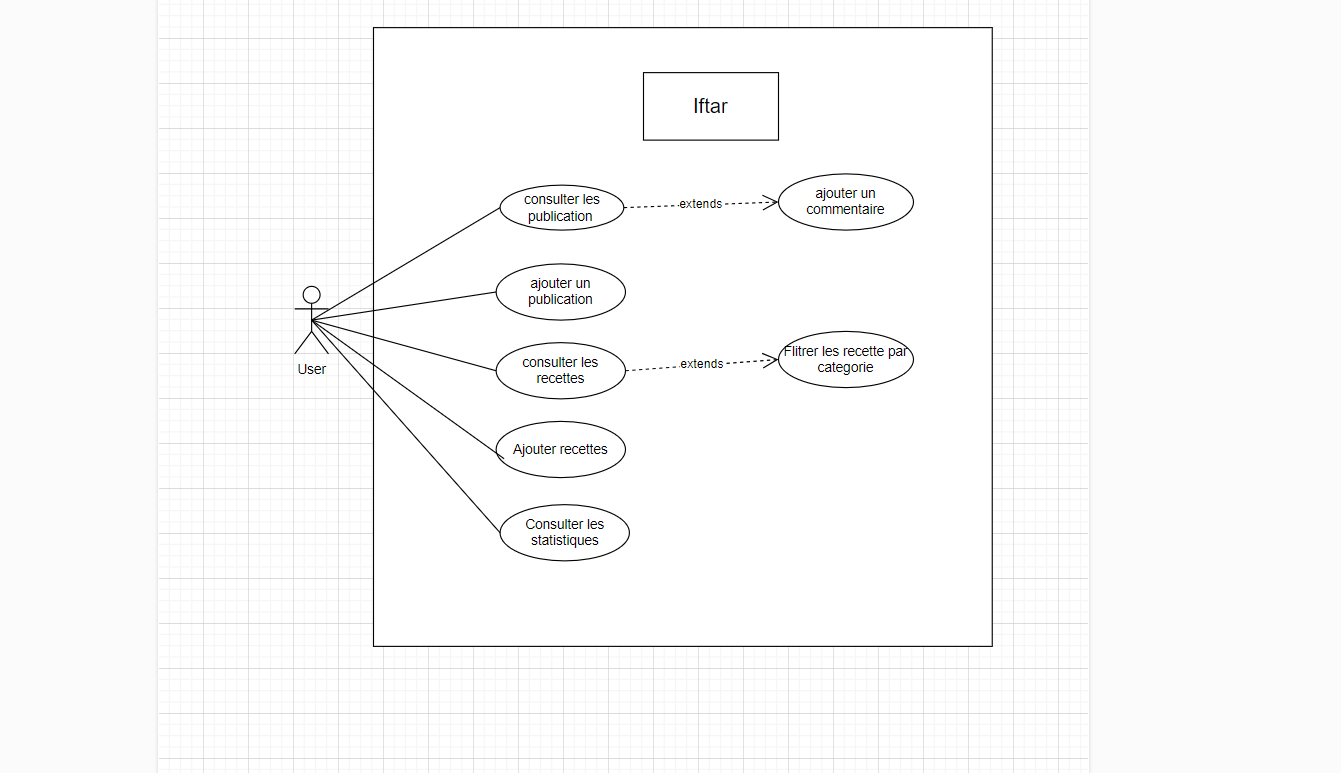 Iftar
consulter les
publication
extends
ajouter un
commentaire
ajouter un
publication
User
consulter les
recettes
extends
Flitrer les recette par
categorie
Ajouter recettes
Consulter les
statistiques